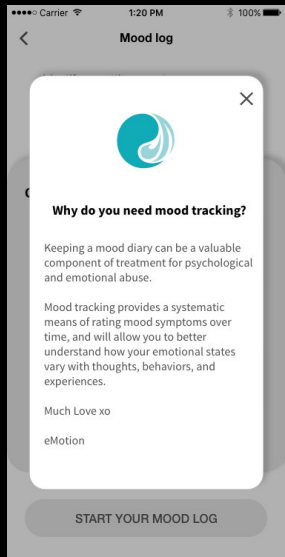 Carrier 1:20 PM 100%
Mood log
Why do you need mood tracking?
Keeping a mood diary can be a valuable
component of treatment for psychological
and emotional abuse.
Mood tracking provides a systematic
means of rating mood symptoms over
time, and will allow you to better
understand how your emotional states
vary with thoughts, behaviors, and
experiences.
Much Love xo
eMotion
START YOUR MOOD LOG